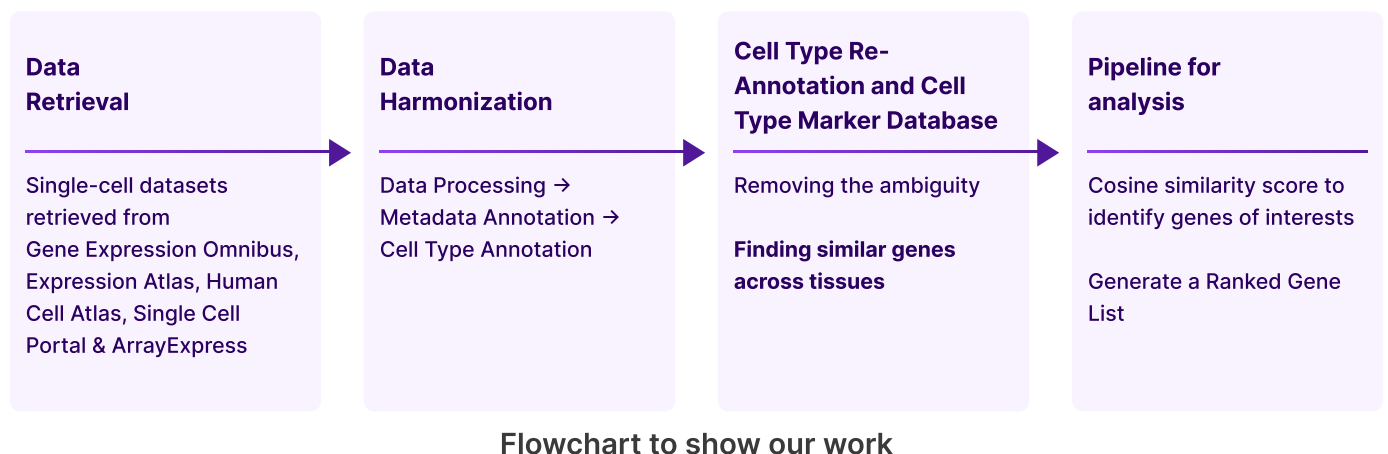 Data
Retrieval
Single-cell datasets
retrieved from
Gene Expression Omnibus,
Expression Atlas, Human
Cell Atlas, Single Cell
Portal & ArrayExpress
Data
Harmonization
Data Processing →
Metadata Annotation →
Cell Type Annotation
Cell Type Re-
Annotation and Cell
Type Marker Database
Removing the ambiguity
Finding similar genes
across tissues
Pipeline for
analysis
Cosine similarity score to
identify genes of interests
Generate a Ranked Gene
List
Flowchart to show our work